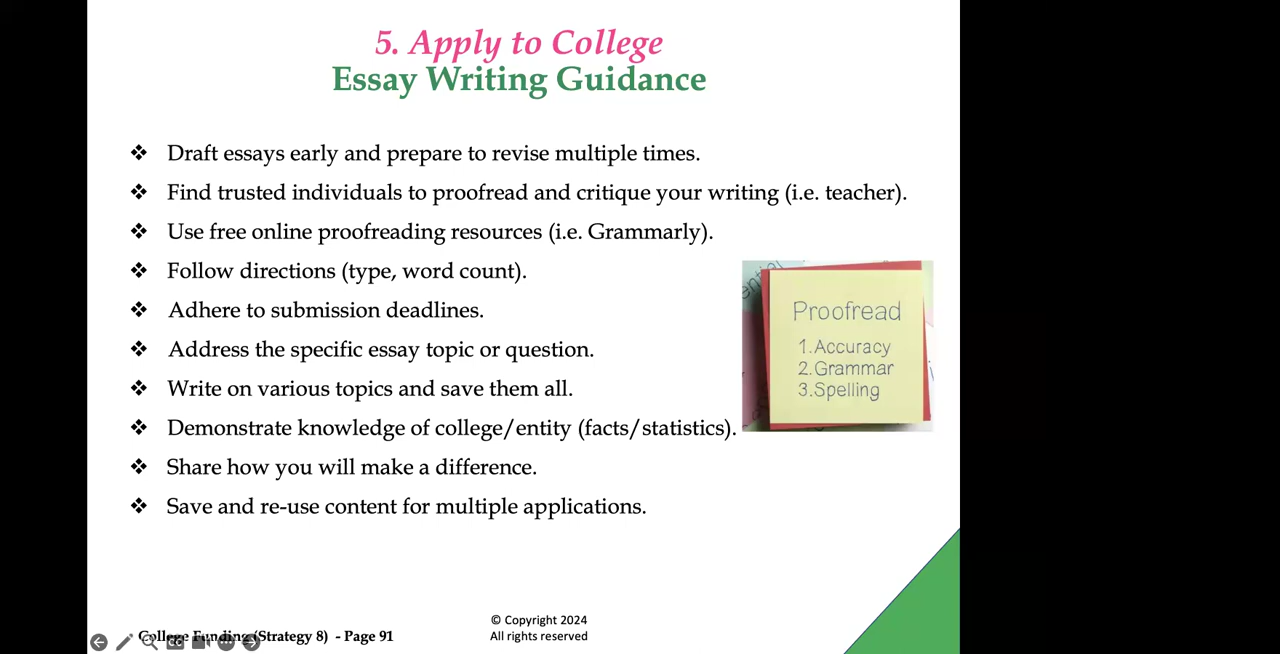 5. Apply to College
Essay Writing Guidance
❖ Draft essays early and prepare to revise multiple times.
❖ Find trusted individuals to proofread and critique your writing (i.e. teacher).
❖ Use free online proofreading resources (i.e. Grammarly).
❖ Follow directions (type, word count).
❖ Adhere to submission deadlines.
❖ Address the specific essay topic or question.
❖ Write on various topics and save them all.
❖ Demonstrate knowledge of college/entity (facts/statistics).
❖ Share how you will make a difference.
❖ Save and re-use content for multiple applications.
Proofread
1.Accuracy
2.Grammar
3.Spelling
© Copyright 2024
All rights reserved
College Funding (Strategy 8) - Page 91